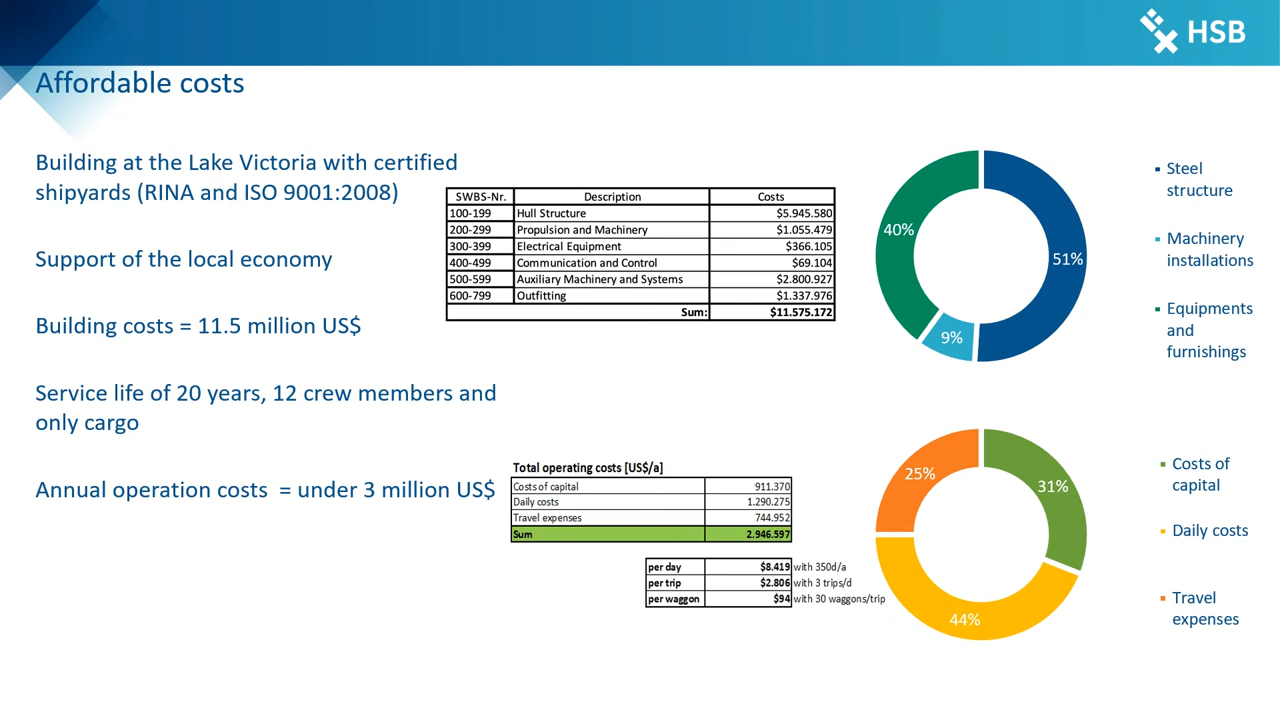 HSB
Affordable costs
Building at the Lake Victoria with certified
shipyards (RINA and ISO 9001:2008)
Support of the local economy
Building costs = 11.5 million US$
Service life of 20 years, 12 crew members and
only cargo
Annual operation costs = under 3 million US$
SWBS-Nr. Description Costs
100-199 Hull Structure $5.945.580
200-299 Propulsion and Machinery $1.055.479
300-399 Electrical Equipment $366.105
400-499 Communication and Control $69.104
500-599 Auxiliary Machinery and Systems $2.800.927
600-799 Outfitting $1.337.976
Sum: $11.575.172
40%
51%
9%
Steel
structure
Machinery
installations
Equipments
and
furnishings
Total operating costs [US$/a]
Costs of capital 911.370
Daily costs 1.290.275
Travel expenses 744.952
Sum 2.946.597
per day $8.419 with 350d/a
per trip $2.806 with 3 trips/d
per waggon $94 with 30 waggons/trip
25%
31%
44%
Costs of
capital
Daily costs
Travel
expenses